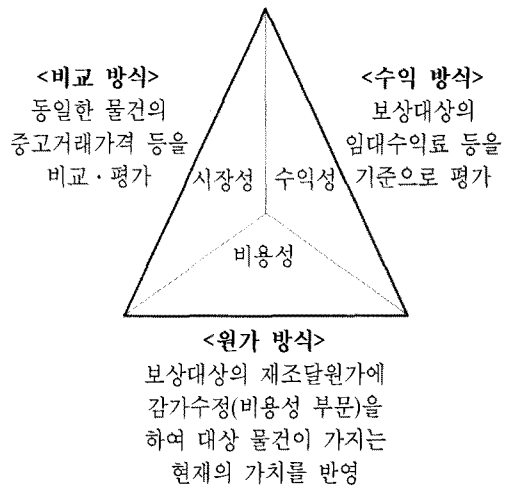 <비교 방식>
동일한 물건의
중고거래가격 등을
비교·평가
<수익 방식>
보상대상의
임대수익료 등을
기준으로 평가
시장성
수익성
비용성
<원가 방식>
보상대상의 재조달원가에
감가수정(비용성 부문)을
하여 대상 물건이 가지는
현재의 가치를 반영